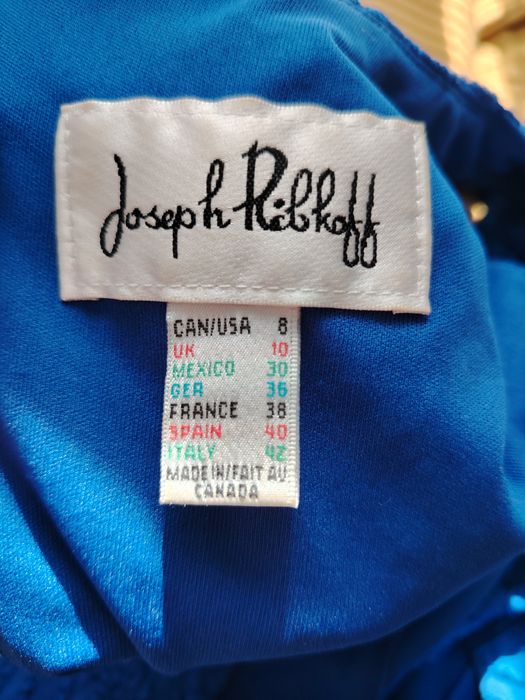 Joseph Ribkoff
CAN/USA 8
UK 10
MEXICO 30
GER 36
FRANCE 38
SPAIN 40
ITALY 42
MADE IN/FAIT AU
CANADA